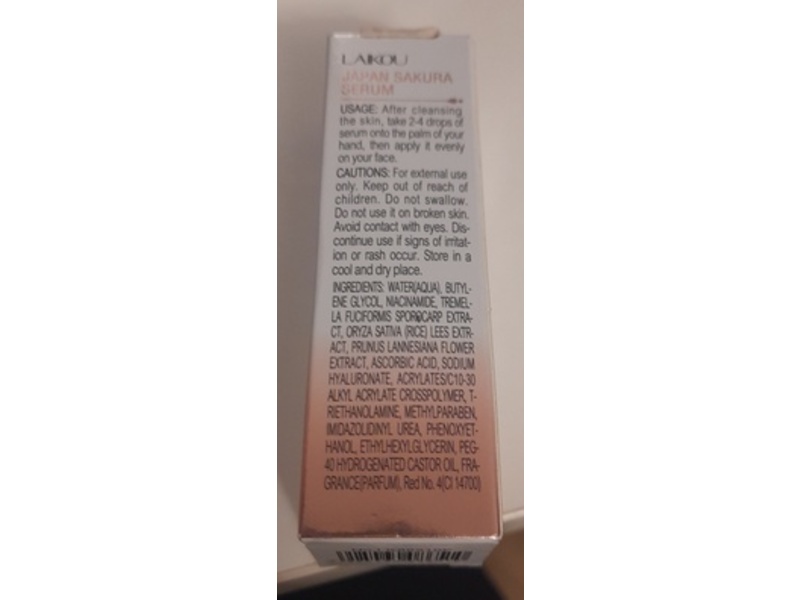 LAIKOU
JAPAN SAKURA
SERUM
USAGE: After cleansing
the skin, take 2-4 drops of
serum onto the palm of your
hand, then apply it evenly
on your face.
CAUTIONS: For external use
only. Keep out of reach of
children. Do not swallow.
Do not use it on broken skin.
Avoid contact with eyes. Dis-
continue use if signs of irritat-
ion or rash occur. Store in a
cool and dry place.
INGREDIENTS: WATER(AQUA), BUTYL-
ENE GLYCOL, NIACINAMIDE, TREMEL-
LA FUCIFORMIS SPOROCARP EXTRA-
CT, ORYZA SATIVA (RICE) LEES EXTR-
ACT, PRUNUS LANNESIANA FLOWER
EXTRACT, ASCORBIC ACID, SODIUM
HYALURONATE, ACRYLATES/C10-30
ALKYL ACRYLATE CROSSPOLYMER, T-
RIETHANOLAMINE, METHYLPARABEN,
IMIDAZOLIDINYL UREA, PHENOXYET-
HANOL, ETHYLHEXYLGLYCERIN, PEG-
40 HYDROGENATED CASTOR OIL, FRA-
GRANCE(PARFUM), Red No. 4(CI 14700)